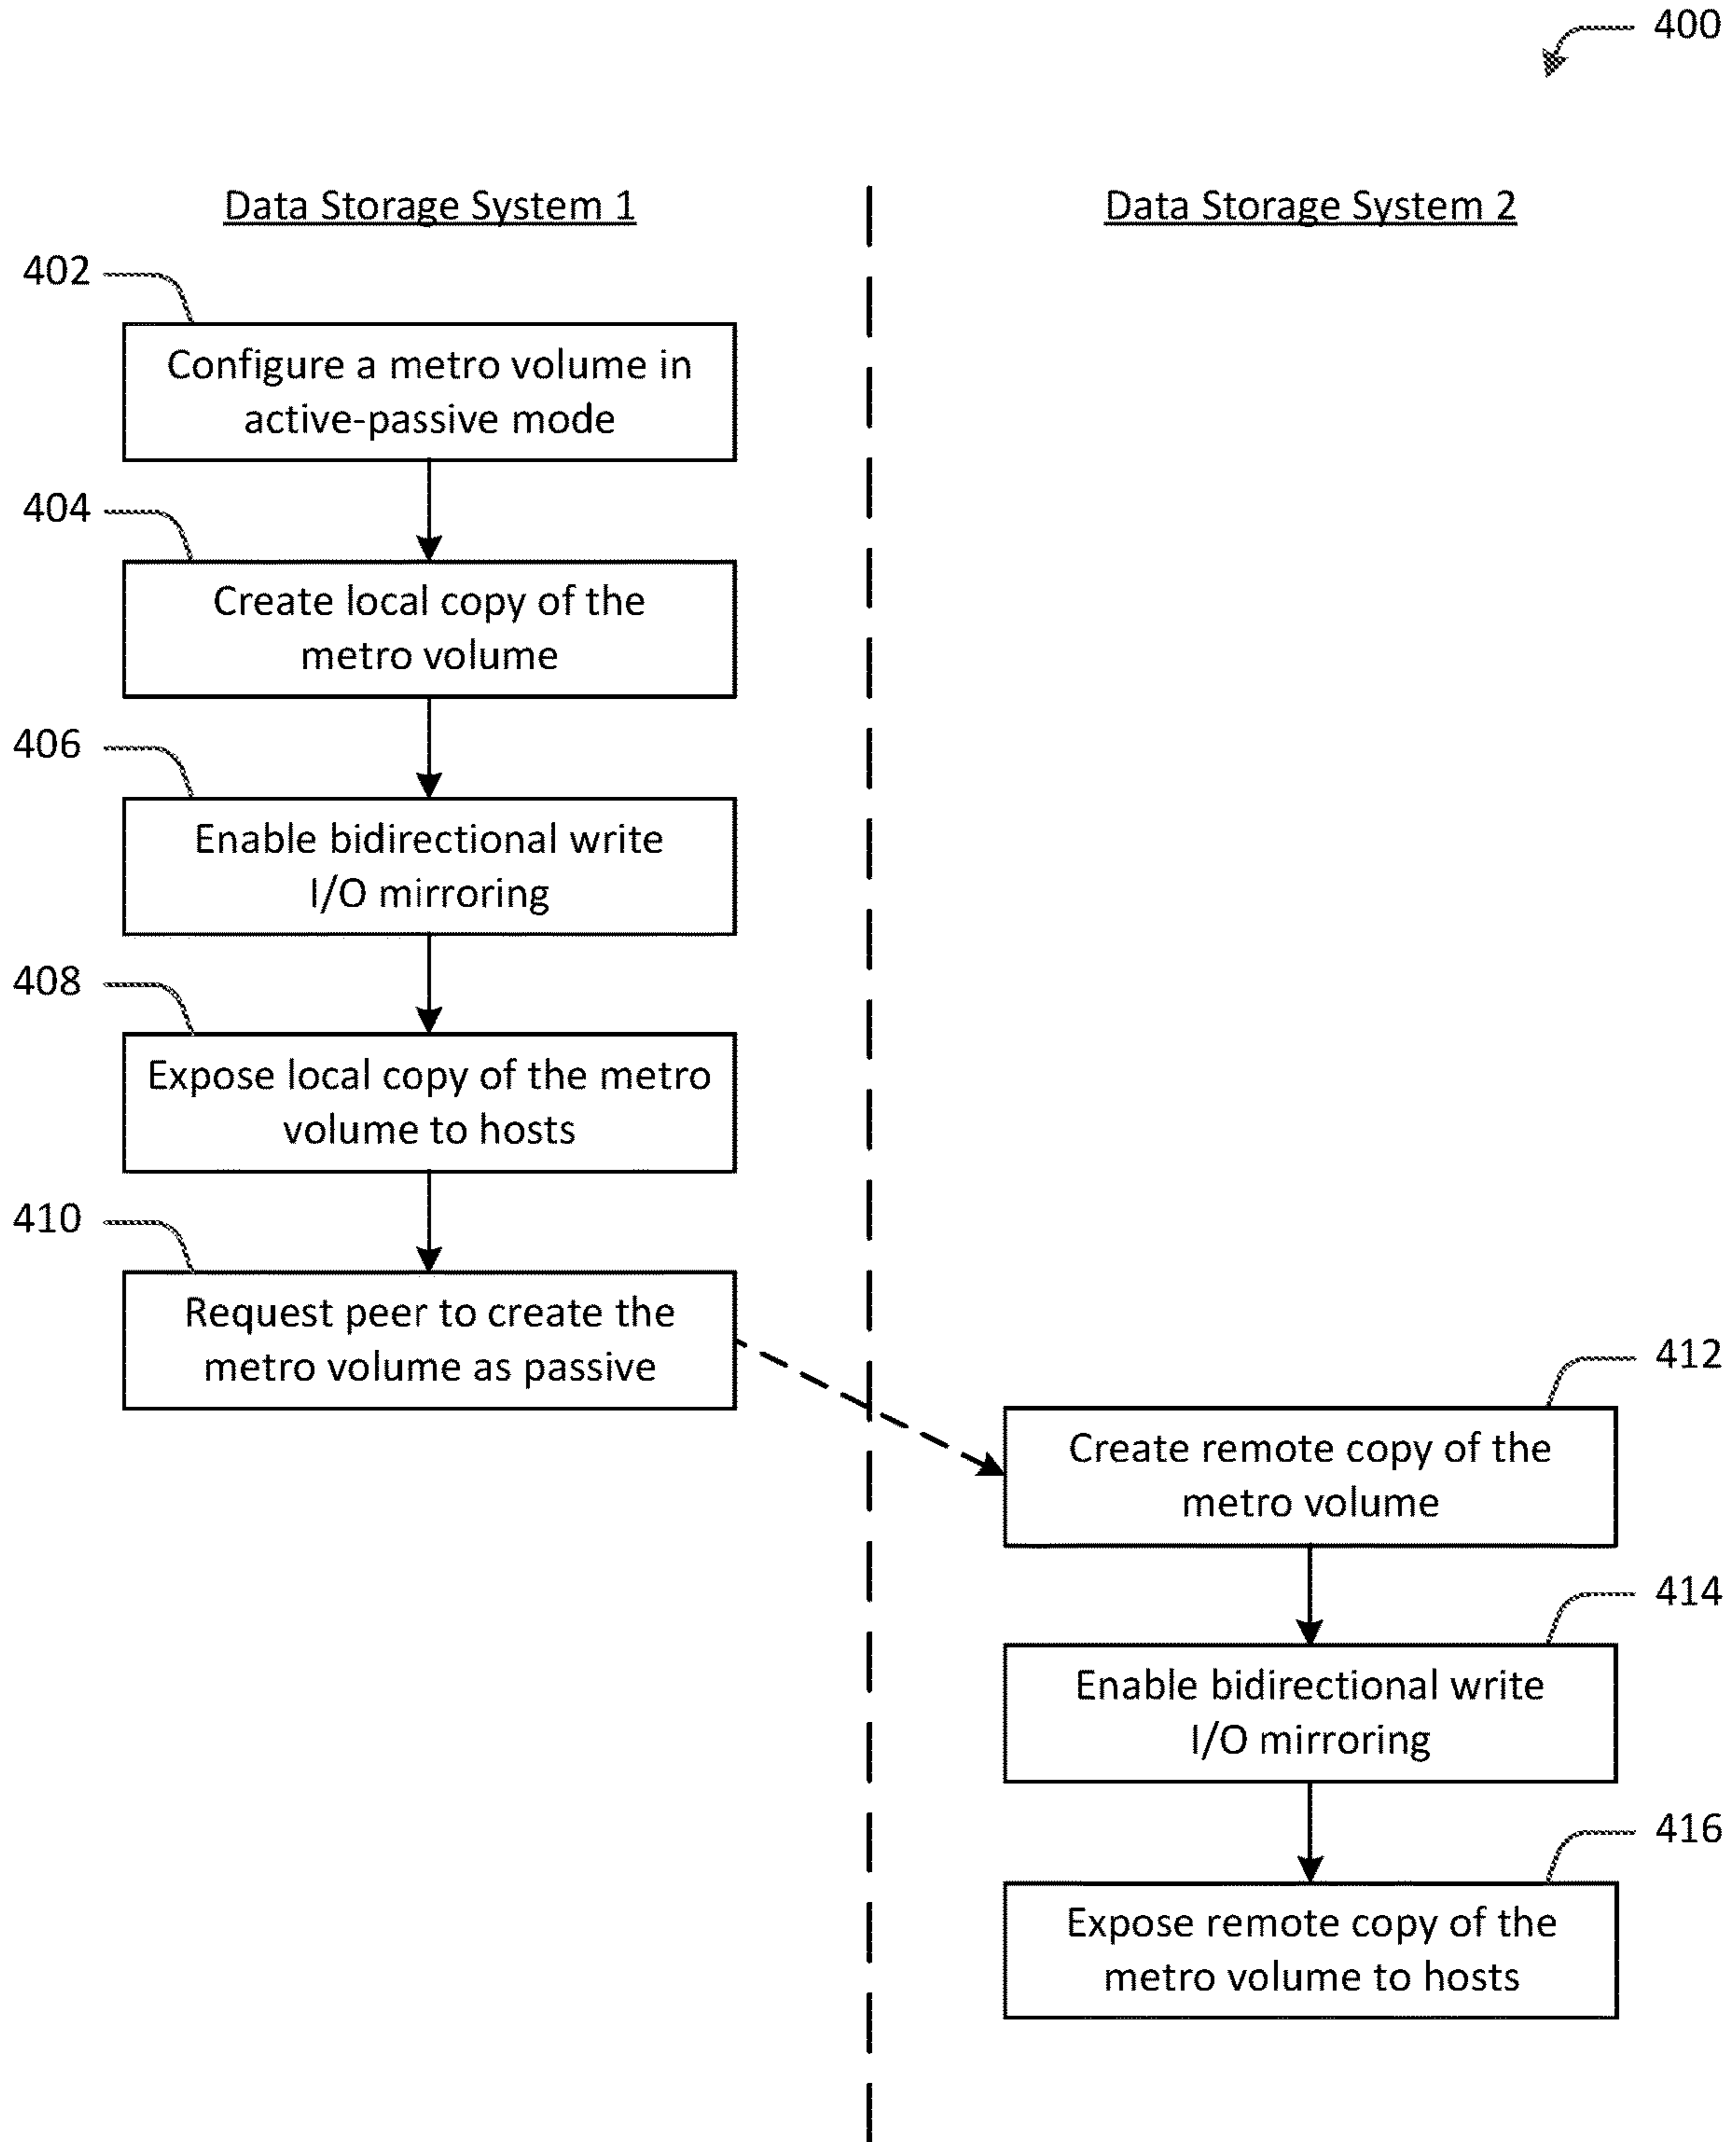 400
Data Storage System 1
Data Storage System 2
402
Configure a metro volume in
active-passive mode
404
Create local copy of the
metro volume
406
Enable bidirectional write
I/O mirroring
408
Expose local copy of the metro
volume to hosts
410
Request peer to create the
metro volume as passive
412
Create remote copy of the
metro volume
414
Enable bidirectional write
I/O mirroring
416
Expose remote copy of the
metro volume to hosts